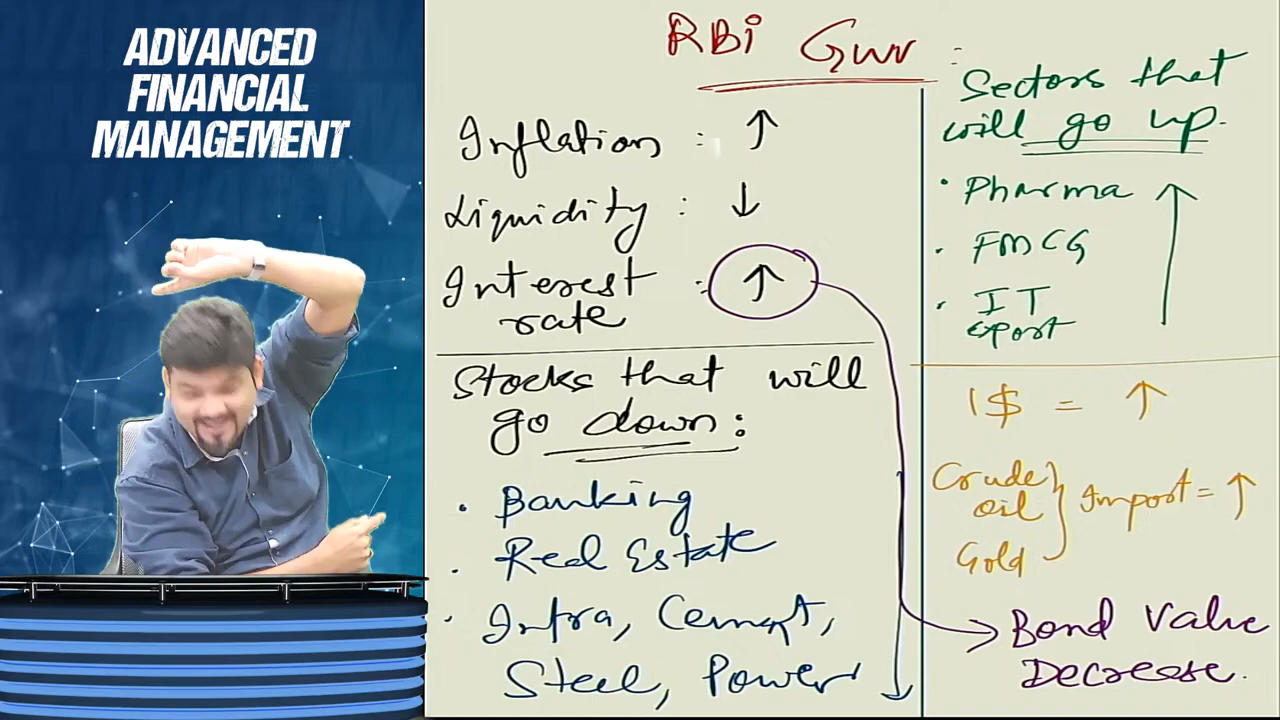 ADVANCED
FINANCIAL
MANAGEMENT
RBi Guv :
Inflation : ↑
Liquidity : ↓
Interest : ↑
rate
Stocks that will
go down :
• Banking
• Real Estate
• Infra, Cement,
Steel, Power
Sectors that
will go up.
• Pharma ↑
• FMCG
• IT
export
1$ = ↑
Crude
oil } Import = ↑
Gold
Bond Value
Decrease.